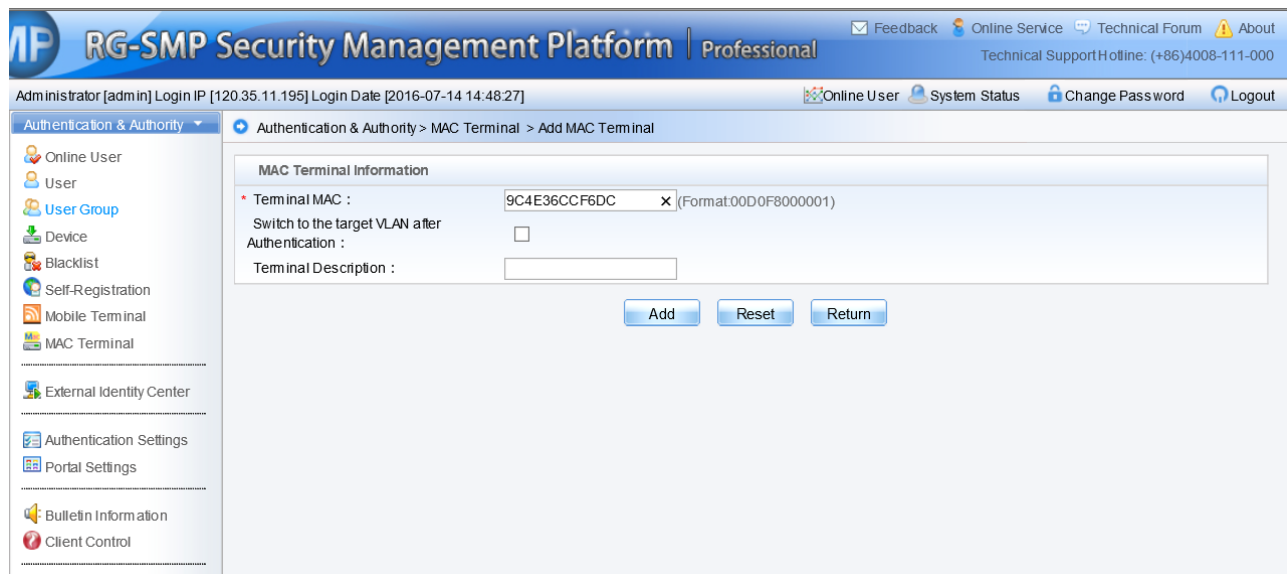 MP RG-SMP Security Management Platform | Professional
Feedback Online Service Technical Forum About
Technical Support Hotline: (+86)4008-111-000
Administrator [admin] Login IP [120.35.11.195] Login Date [2016-07-14 14:48:27] Online User System Status Change Password Logout
Authentication & Authority
Authentication & Authority > MAC Terminal > Add MAC Terminal
Online User
User
User Group
Device
Blacklist
Self-Registration
Mobile Terminal
MAC Terminal
External Identity Center
Authentication Settings
Portal Settings
Bulletin Information
Client Control
MAC Terminal Information
* Terminal MAC : 9C4E36CCF6DC × (Format:00D0F8000001)
Switch to the target VLAN after
Authentication :
Terminal Description :
Add Reset Return